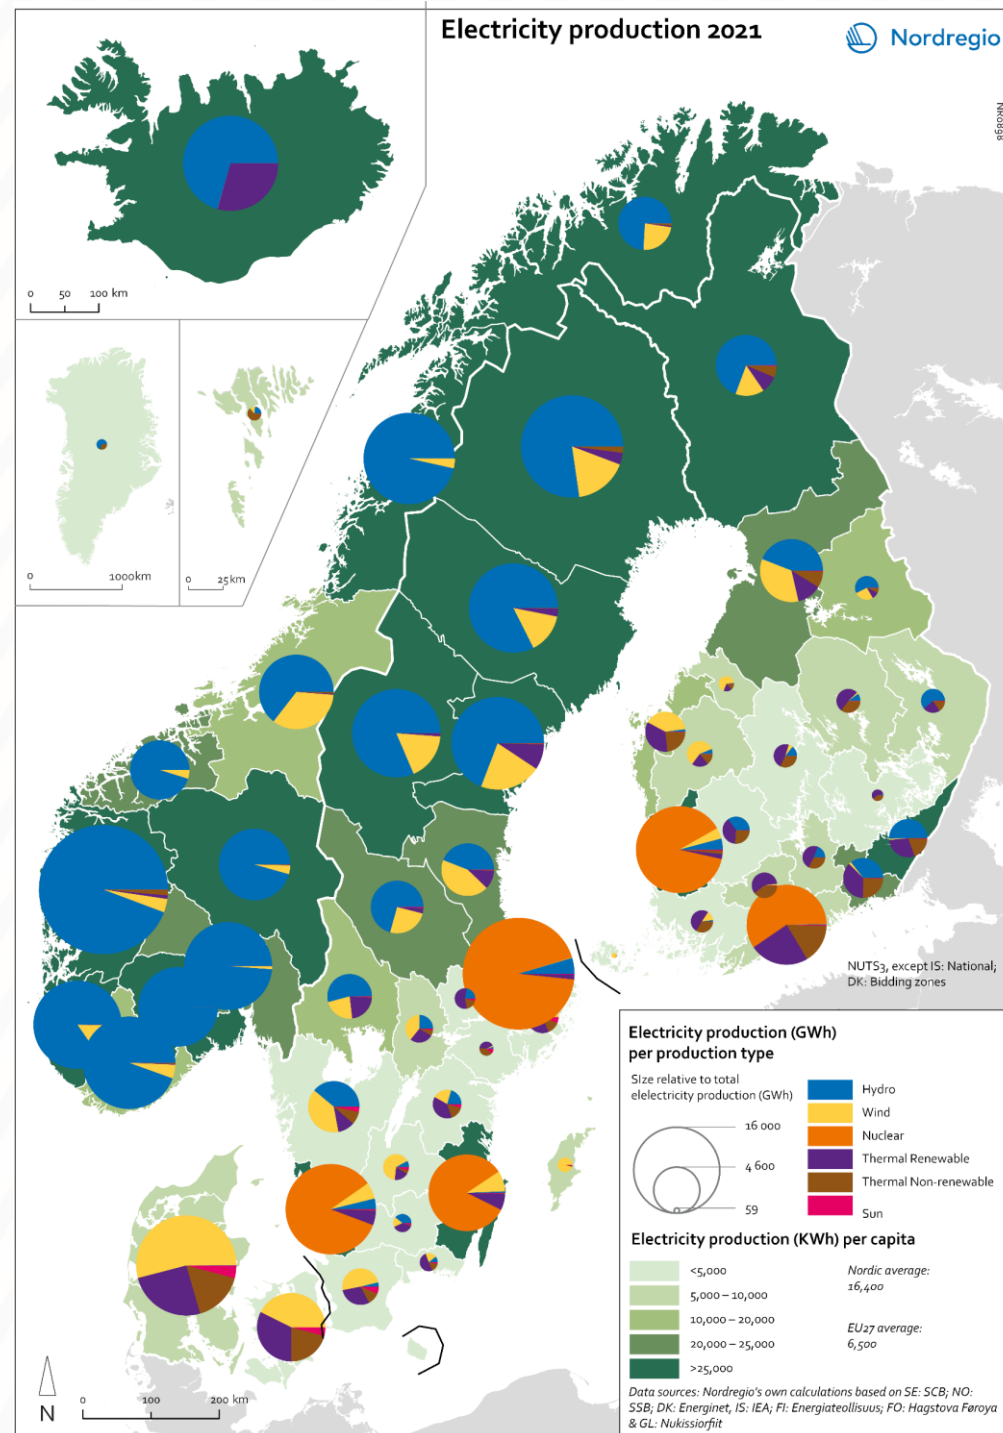 Electricity production 2021
Nordregio
NR0898
0 50 100 km
0 1000km
0 25km
NUTS3, except IS: National;
DK: Bidding zones
Electricity production (GWh)
per production type
Size relative to total
elelectricity production (GWh)
16 000
4 600
59
Hydro
Wind
Nuclear
Thermal Renewable
Thermal Non-renewable
Sun
Electricity production (KWh) per capita
<5,000
5,000 – 10,000
10,000 – 20,000
20,000 – 25,000
>25,000
Nordic average:
16,400
EU27 average:
6,500
Data sources: Nordregio's own calculations based on SE: SCB; NO:
SSB; DK: Energinet, IS: IEA; FI: Energiateollisuus; FO: Hagstova Føroya
& GL: Nukissiorfiit
N
0 100 200 km